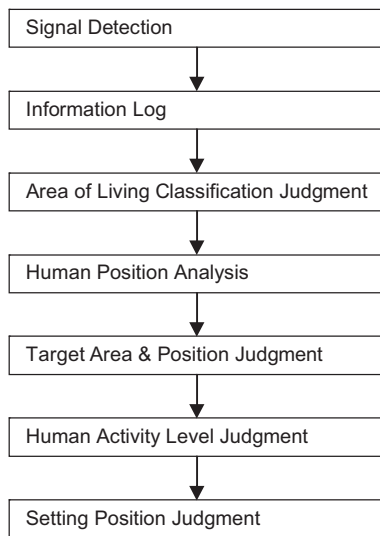 Signal Detection
Information Log
Area of Living Classification Judgment
Human Position Analysis
Target Area & Position Judgment
Human Activity Level Judgment
Setting Position Judgment